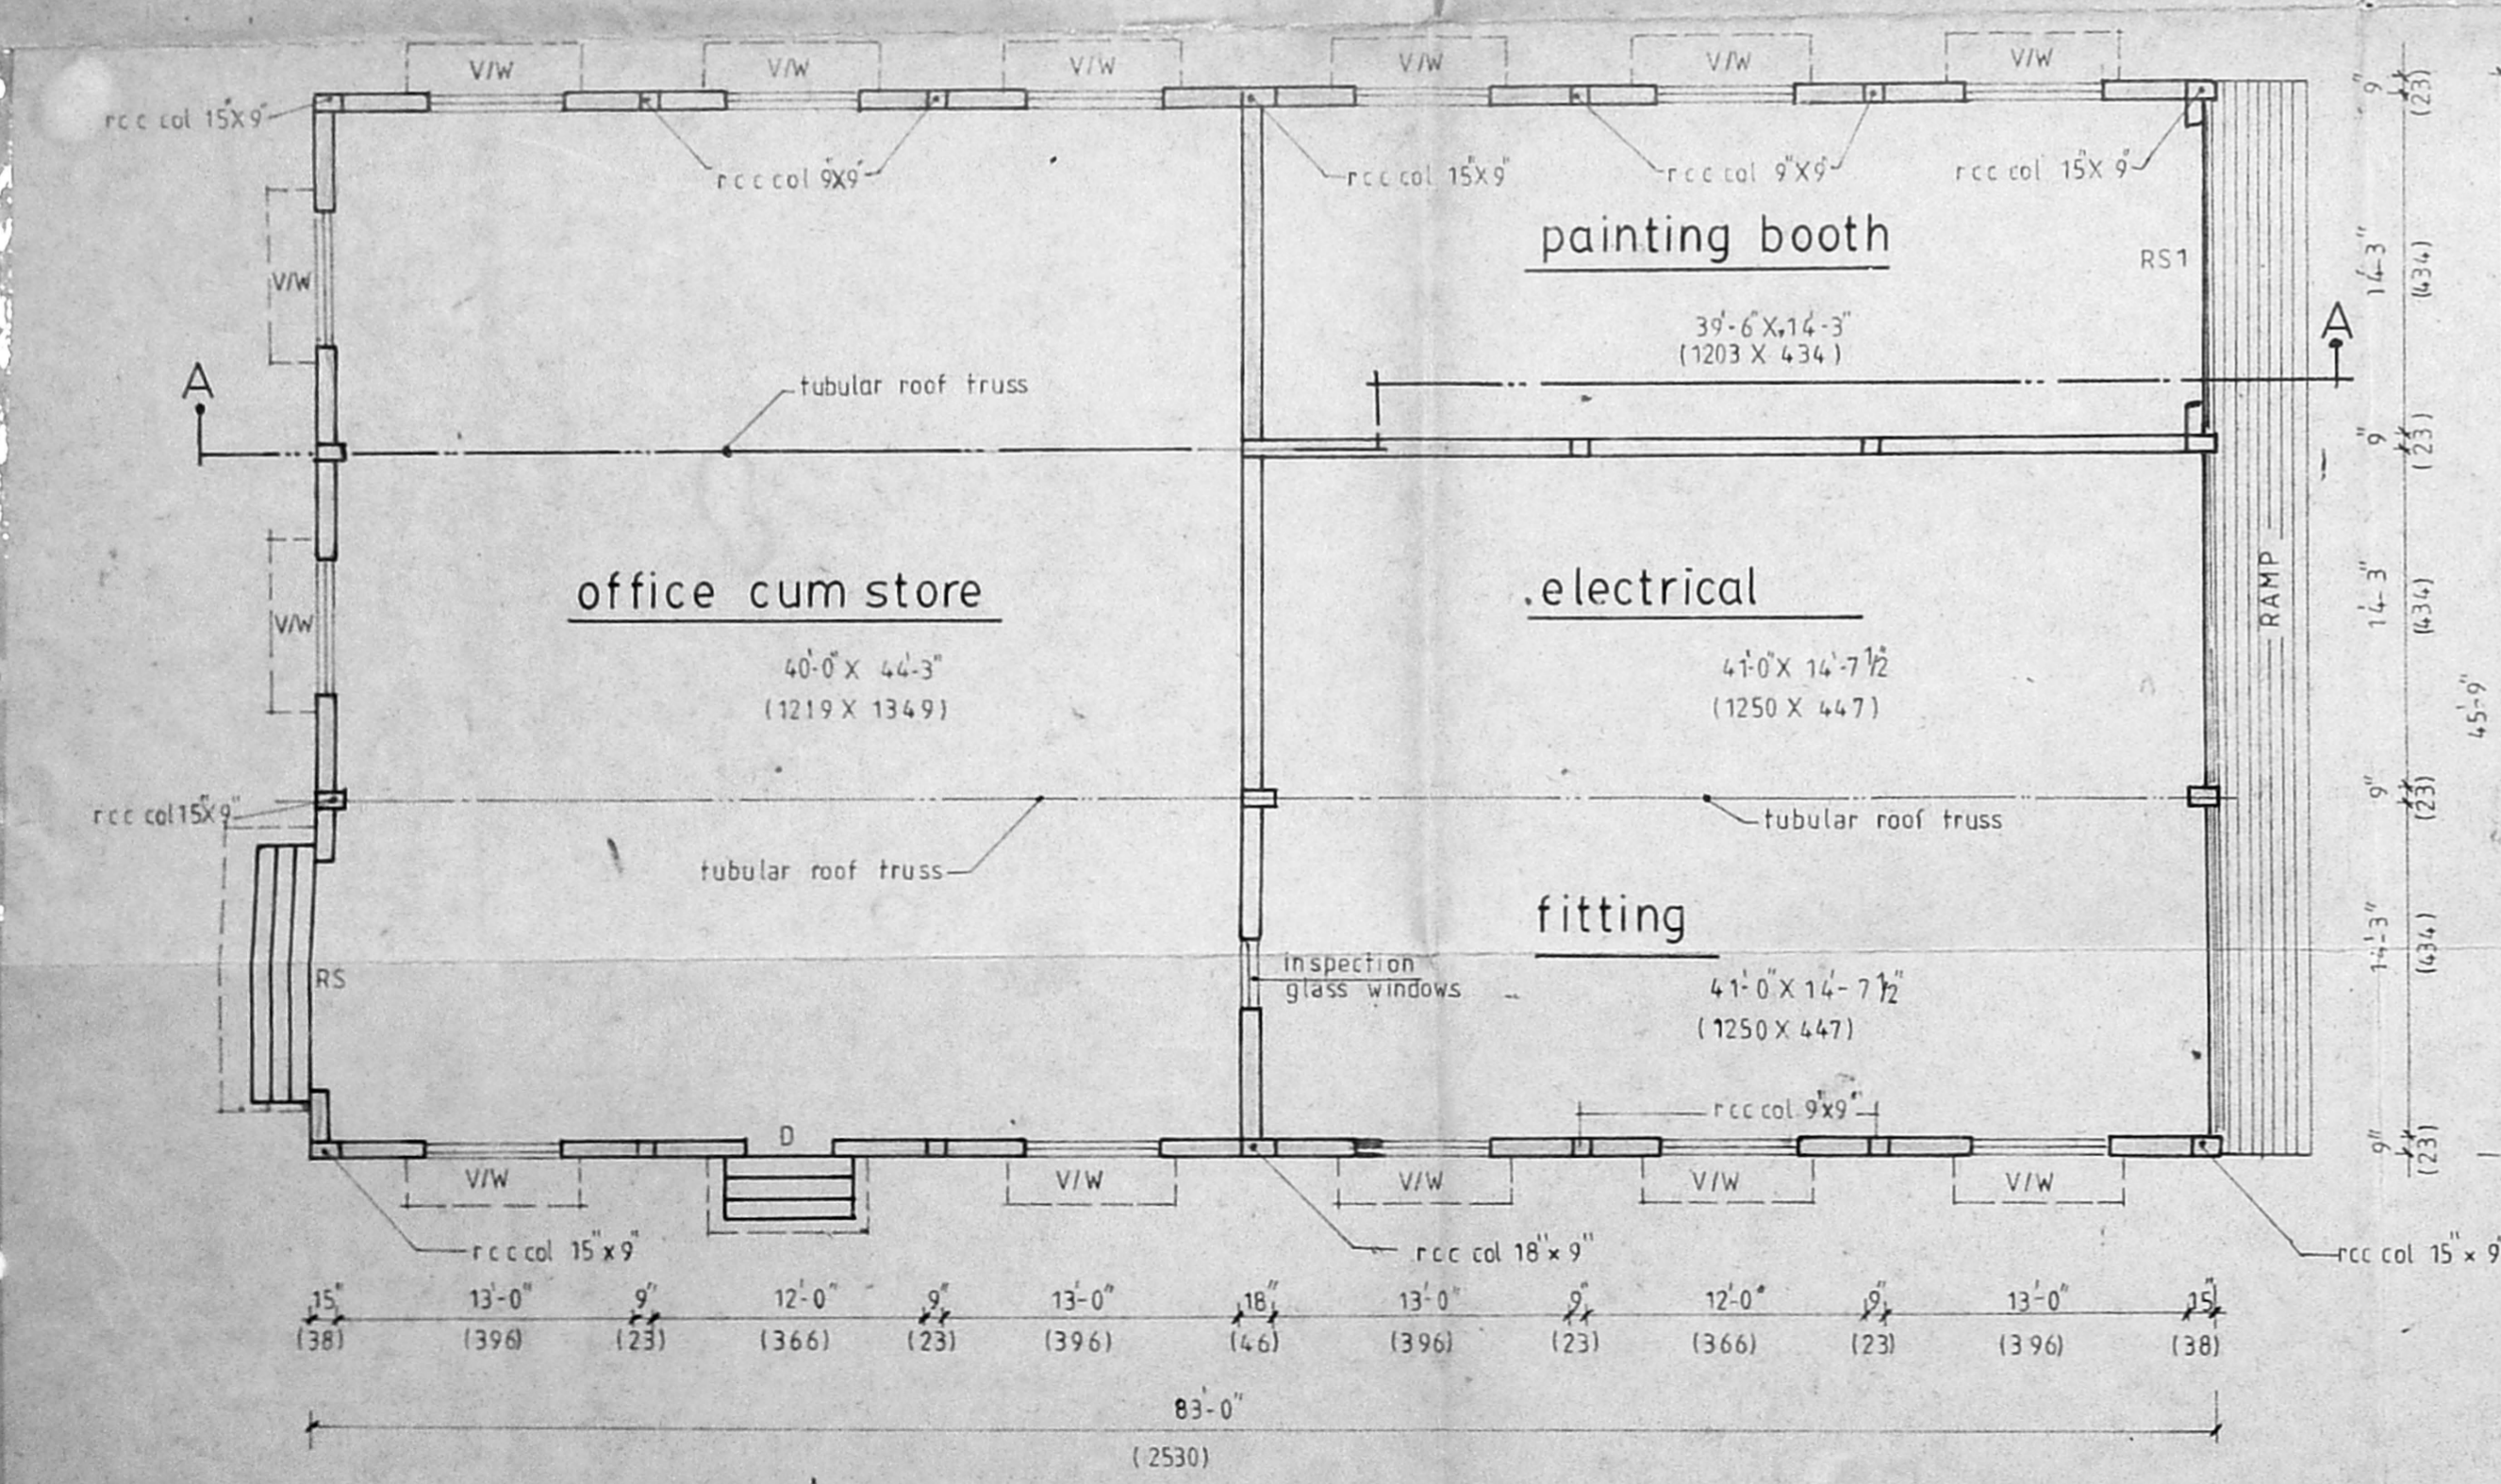 V/W V/W V/W V/W V/W V/W
rcc col 15"X9"
rcc col 9"X9"
rcc col 15"X9"
rcc col 9"X9"
rcc col 15"X 9"
painting booth
39'-6"X 14'-3"
(1203 X 434)
RS1
V/W
A
A
tubular roof truss
office cum store
40'-0"X 44'-3"
(1219 X 1349)
electrical
41'-0"X 14'-7 1/2"
(1250 X 447)
V/W
RAMP
rcc col 15"X9"
tubular roof truss
tubular roof truss
fitting
41'-0"X 14'-7 1/2"
(1250 X 447)
inspection
glass windows
RS
rcc col 9"x9"
D
V/W V/W V/W V/W V/W
rcc col 15"x9"
rcc col 18"x 9"
rcc col 15"x 9"
15" 13'-0" 9" 12'-0" 9" 13'-0" 18" 13'-0" 9" 12'-0" 9" 13'-0" 15"
(38) (396) (23) (366) (23) (396) (46) (396) (23) (366) (23) (396) (38)
83'-0"
(2530)
9" 14'-3" 9" 14'-3" 9" 14'-3" 9"
(23) (434) (23) (434) (23) (434) (23)
45'-9"